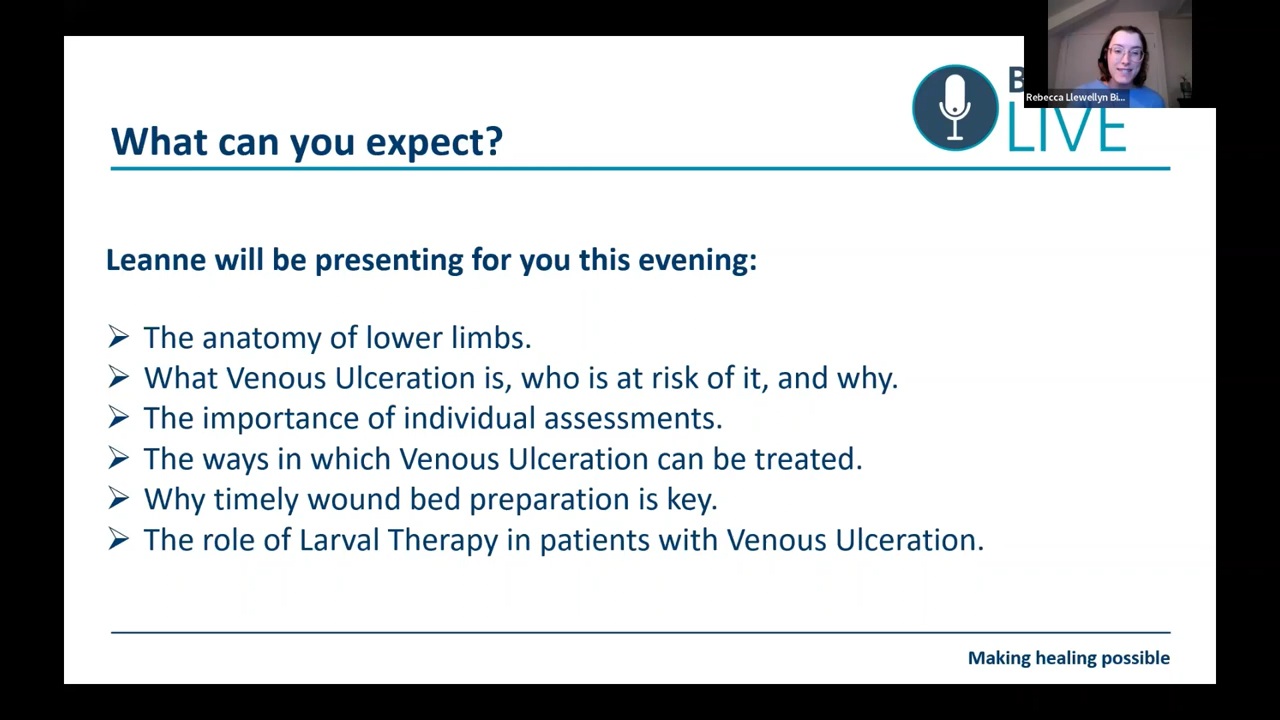 Rebecca Llewellyn Bi...
LIVE
What can you expect?
Leanne will be presenting for you this evening:
➢ The anatomy of lower limbs.
➢ What Venous Ulceration is, who is at risk of it, and why.
➢ The importance of individual assessments.
➢ The ways in which Venous Ulceration can be treated.
➢ Why timely wound bed preparation is key.
➢ The role of Larval Therapy in patients with Venous Ulceration.
Making healing possible